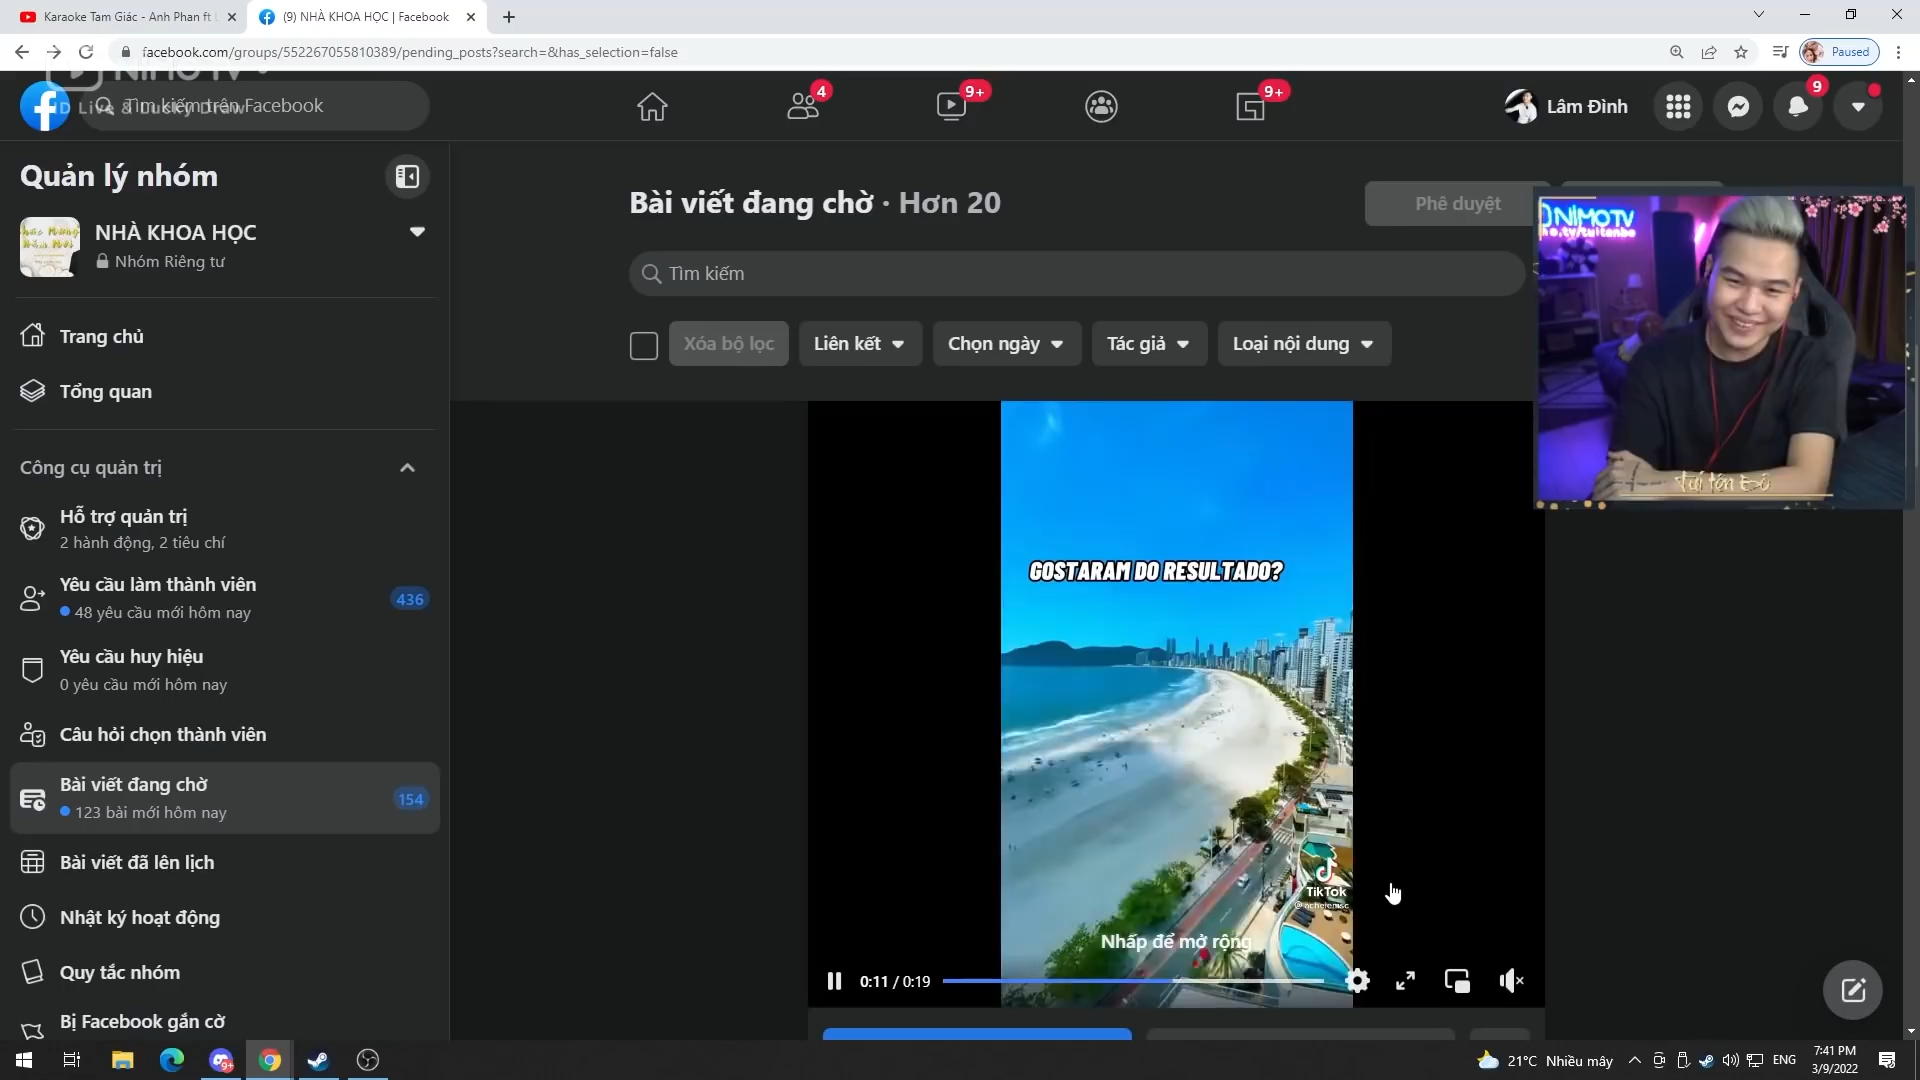 Karaoke Tam Giác - Anh Phan ft
(9) NHÀ KHOA HỌC | Facebook
facebook.com/groups/552267055810389/pending_posts?search=&has_selection=false
Paused
NIMOTV
Live & Lucky Draw
Tìm kiếm trên Facebook
4
9+
9+
Lâm Đình
9
Quản lý nhóm
NHÀ KHOA HỌC
Nhóm Riêng tư
Trang chủ
Tổng quan
Công cụ quản trị
Hỗ trợ quản trị
2 hành động, 2 tiêu chí
Yêu cầu làm thành viên
48 yêu cầu mới hôm nay
436
Yêu cầu huy hiệu
0 yêu cầu mới hôm nay
Câu hỏi chọn thành viên
Bài viết đang chờ
123 bài mới hôm nay
154
Bài viết đã lên lịch
Nhật ký hoạt động
Quy tắc nhóm
Bị Facebook gắn cờ
Bài viết đang chờ · Hơn 20
Phê duyệt
Tìm kiếm
Xóa bộ lọc
Liên kết
Chọn ngày
Tác giả
Loại nội dung
NIMOTV
GOSTARAM DO RESULTADO?
TikTok
Nhấp để mở rộng
0:11 / 0:19
9+
21°C Nhiều mây
ENG
7:41 PM
3/9/2022